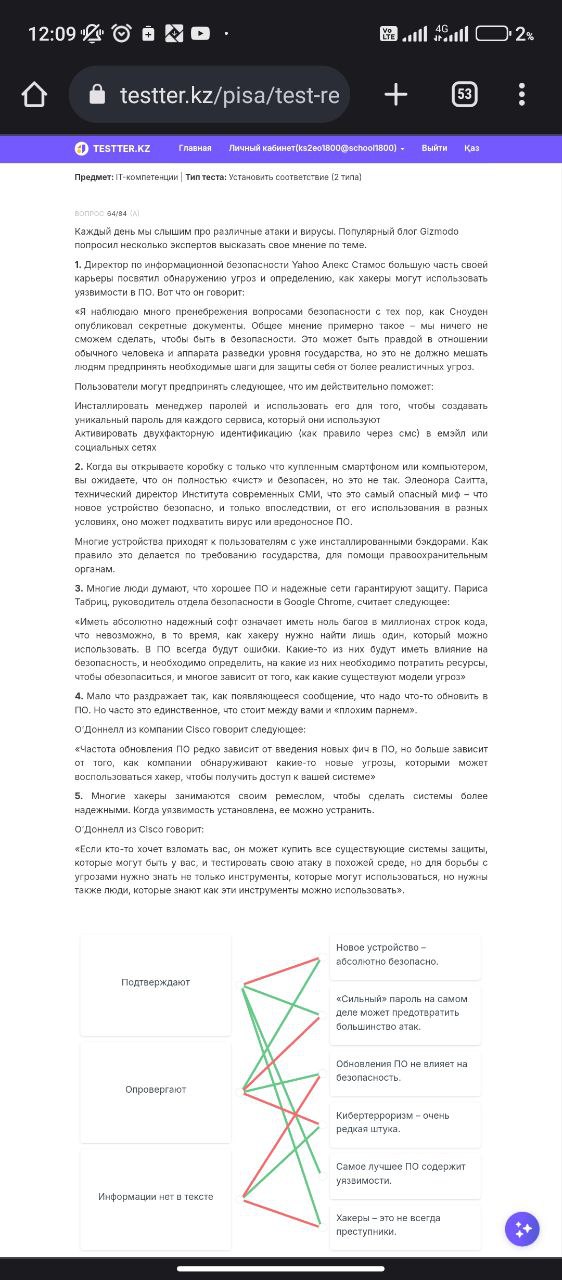 12:09
Vo LTE 4G 2%
testter.kz/pisa/test-re
53
TESTTER.KZ Главная Личный кабинет(ks2eo1800@school1800) Выйти Қаз
Предмет: IT-компетенции | Тип теста: Установить соответствие (2 типа)
ВОПРОС 64/84 (A)
Каждый день мы слышим про различные атаки и вирусы. Популярный блог Gizmodo
попросил несколько экспертов высказать свое мнение по теме.
1. Директор по информационной безопасности Yahoo Алекс Стамос большую часть своей
карьеры посвятил обнаружению угроз и определению, как хакеры могут использовать
уязвимости в ПО. Вот что он говорит:
«Я наблюдаю много пренебрежения вопросами безопасности с тех пор, как Сноуден
опубликовал секретные документы. Общее мнение примерно такое – мы ничего не
сможем сделать, чтобы быть в безопасности. Это может быть правдой в отношении
обычного человека и аппарата разведки уровня государства, но это не должно мешать
людям предпринять необходимые шаги для защиты себя от более реалистичных угроз.
Пользователи могут предпринять следующее, что им действительно поможет:
Инсталлировать менеджер паролей и использовать его для того, чтобы создавать
уникальный пароль для каждого сервиса, который они используют
Активировать двухфакторную идентификацию (как правило через смс) в емэйл или
социальных сетях
2. Когда вы открываете коробку с только что купленным смартфоном или компьютером,
вы ожидаете, что он полностью «чист» и безопасен, но это не так. Элеонора Саитта,
технический директор Института современных СМИ, что это самый опасный миф – что
новое устройство безопасно, и только впоследствии, от его использования в разных
условиях, оно может подхватить вирус или вредоносное ПО.
Многие устройства приходят к пользователям с уже инсталлированными бэкдорами. Как
правило это делается по требованию государства, для помощи правоохранительным
органам.
3. Многие люди думают, что хорошее ПО и надежные сети гарантируют защиту. Париса
Табриц, руководитель отдела безопасности в Google Chrome, считает следующее:
«Иметь абсолютно надежный софт означает иметь ноль багов в миллионах строк кода,
что невозможно, в то время, как хакеру нужно найти лишь один, который можно
использовать. В ПО всегда будут ошибки. Какие-то из них будут иметь влияние на
безопасность, и необходимо определить, на какие из них необходимо потратить ресурсы,
чтобы обезопаситься, и многое зависит от того, как какие существуют модели угроз»
4. Мало что раздражает так, как появляющееся сообщение, что надо что-то обновить в
ПО. Но часто это единственное, что стоит между вами и «плохим парнем».
О'Доннелл из компании Cisco говорит следующее:
«Частота обновления ПО редко зависит от введения новых фич в ПО, но больше зависит
от того, как компании обнаруживают какие-то новые угрозы, которыми может
воспользоваться хакер, чтобы получить доступ к вашей системе»
5. Многие хакеры занимаются своим ремеслом, чтобы сделать системы более
надежными. Когда уязвимость установлена, ее можно устранить.
О'Доннелл из Cisco говорит:
«Если кто-то хочет взломать вас, он может купить все существующие системы защиты,
которые могут быть у вас, и тестировать свою атаку в похожей среде, но для борьбы с
угрозами нужно знать не только инструменты, которые могут использоваться, но нужны
также люди, которые знают как эти инструменты можно использовать».
Подтверждают
Опровергают
Информации нет в тексте
Новое устройство –
абсолютно безопасно.
«Сильный» пароль на самом
деле может предотвратить
большинство атак.
Обновления ПО не влияет на
безопасность.
Кибертерроризм – очень
редкая штука.
Самое лучшее ПО содержит
уязвимости.
Хакеры – это не всегда
преступники.